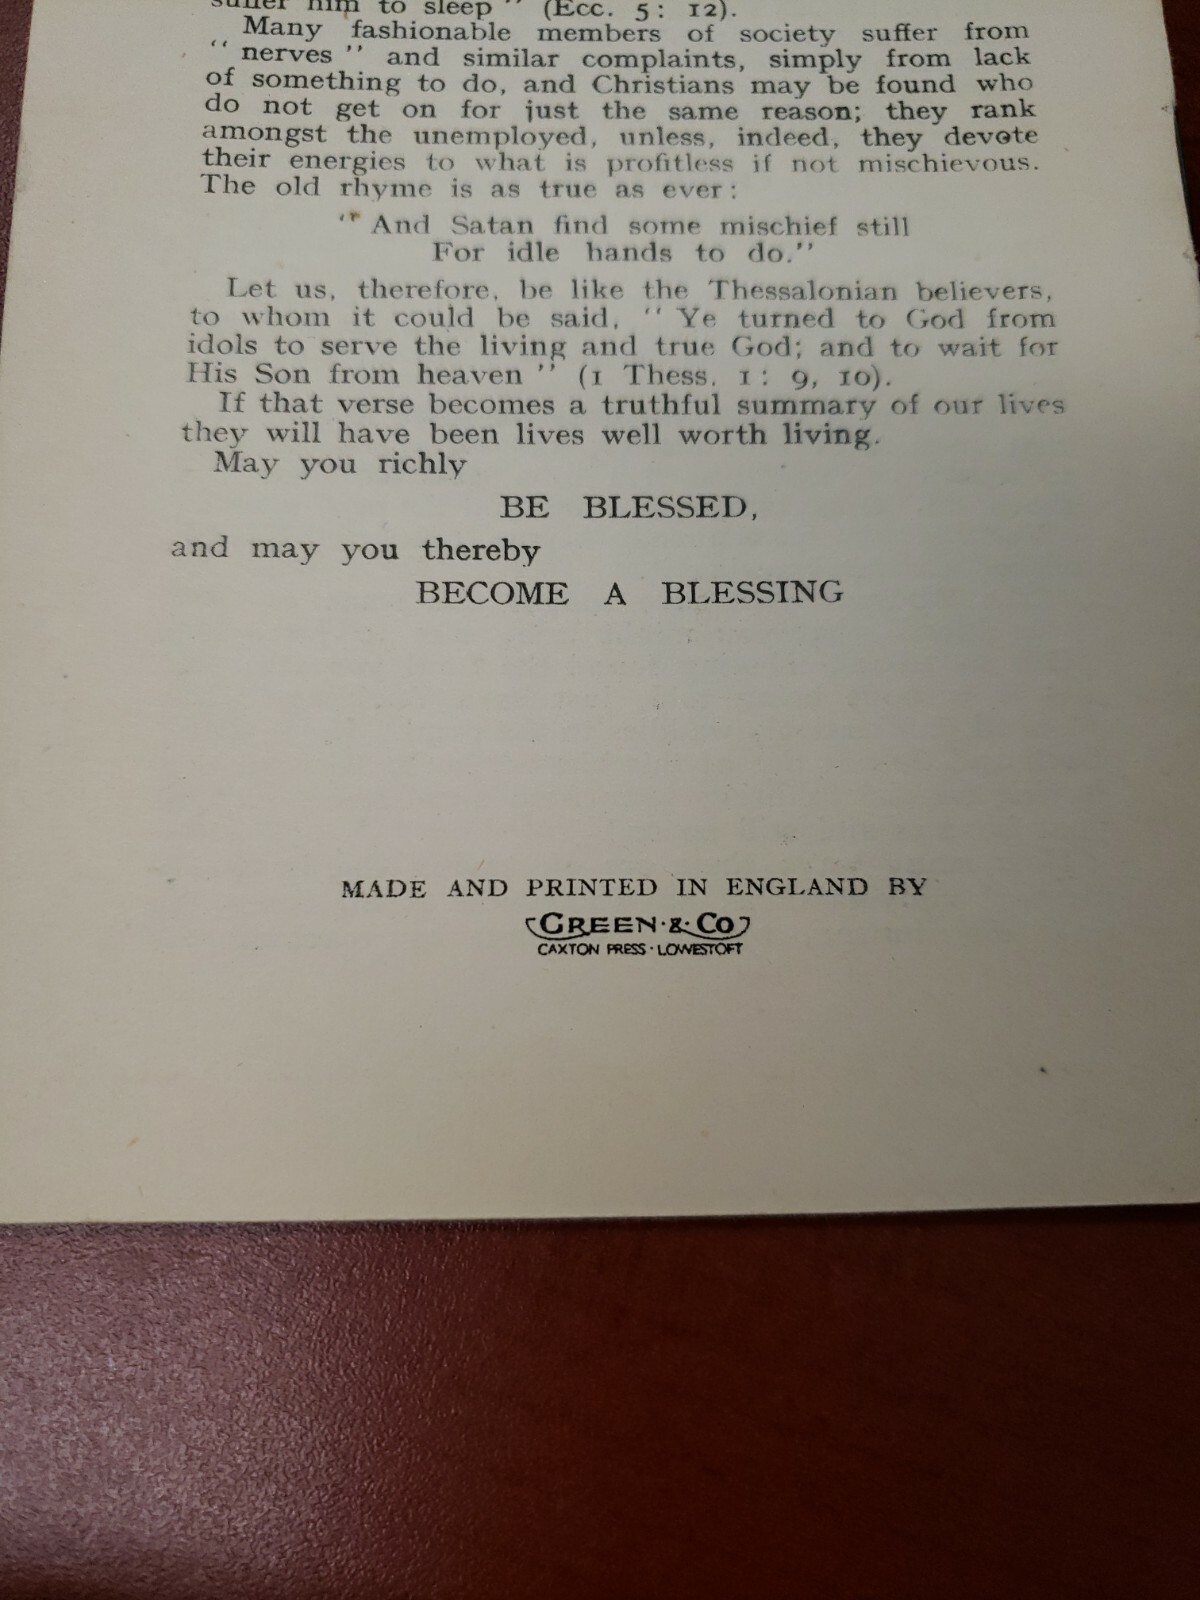 suffer him to sleep " (Ecc. 5: 12).
Many fashionable members of society suffer from
" nerves " and similar complaints, simply from lack
of something to do, and Christians may be found who
do not get on for just the same reason; they rank
amongst the unemployed, unless, indeed, they devote
their energies to what is profitless if not mischievous.
The old rhyme is as true as ever:
" And Satan find some mischief still
For idle hands to do."
Let us, therefore, be like the Thessalonian believers,
to whom it could be said, " Ye turned to God from
idols to serve the living and true God; and to wait for
His Son from heaven " (1 Thess. 1: 9, 10).
If that verse becomes a truthful summary of our lives
they will have been lives well worth living.
May you richly
BE BLESSED,
and may you thereby
BECOME A BLESSING
MADE AND PRINTED IN ENGLAND BY
GREEN · & · CO
CAXTON PRESS · LOWESTOFT